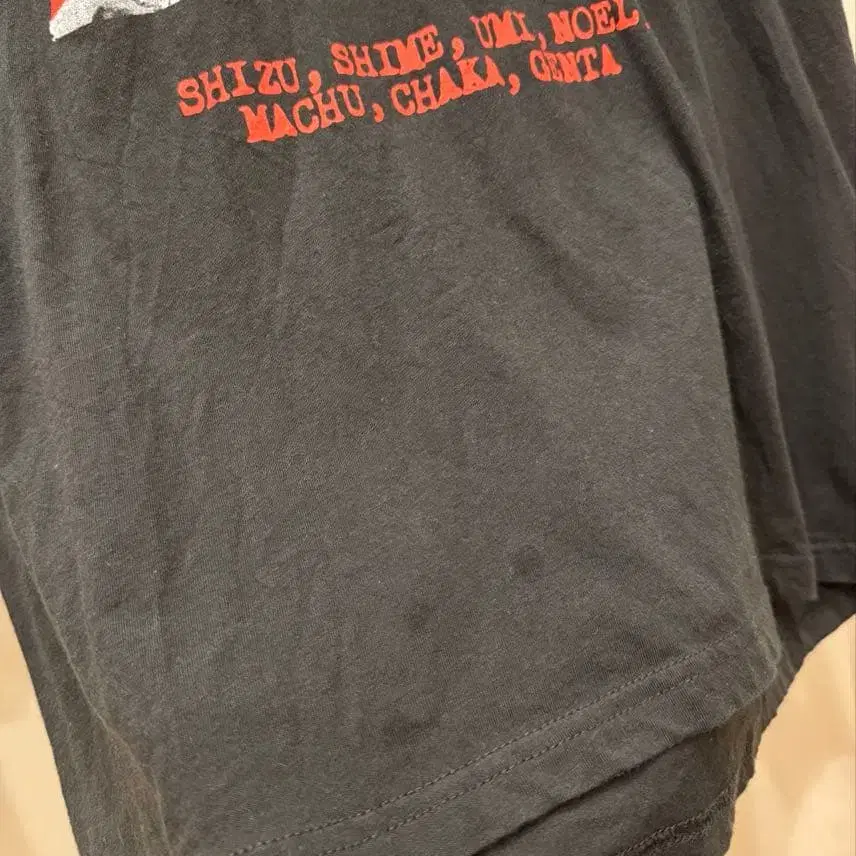 SHIZU, SHIME, UMI, NOEL,
MACHU, CHAKA, GENTA